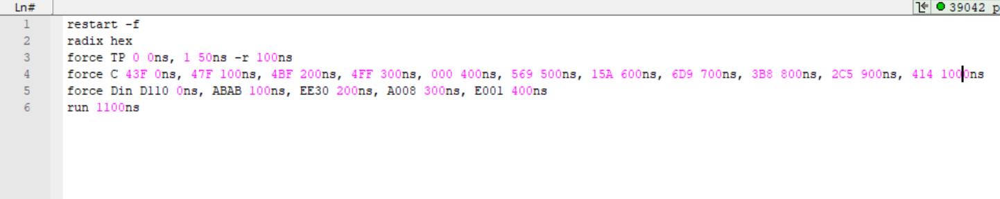 Ln#
39042 p
1 restart -f
2 radix hex
3 force TP 0 0ns, 1 50ns -r 100ns
4 force C 43F 0ns, 47F 100ns, 4BF 200ns, 4FF 300ns, 000 400ns, 569 500ns, 15A 600ns, 6D9 700ns, 3B8 800ns, 2C5 900ns, 414 1000ns
5 force Din D110 0ns, ABAB 100ns, EE30 200ns, A008 300ns, E001 400ns
6 run 1100ns